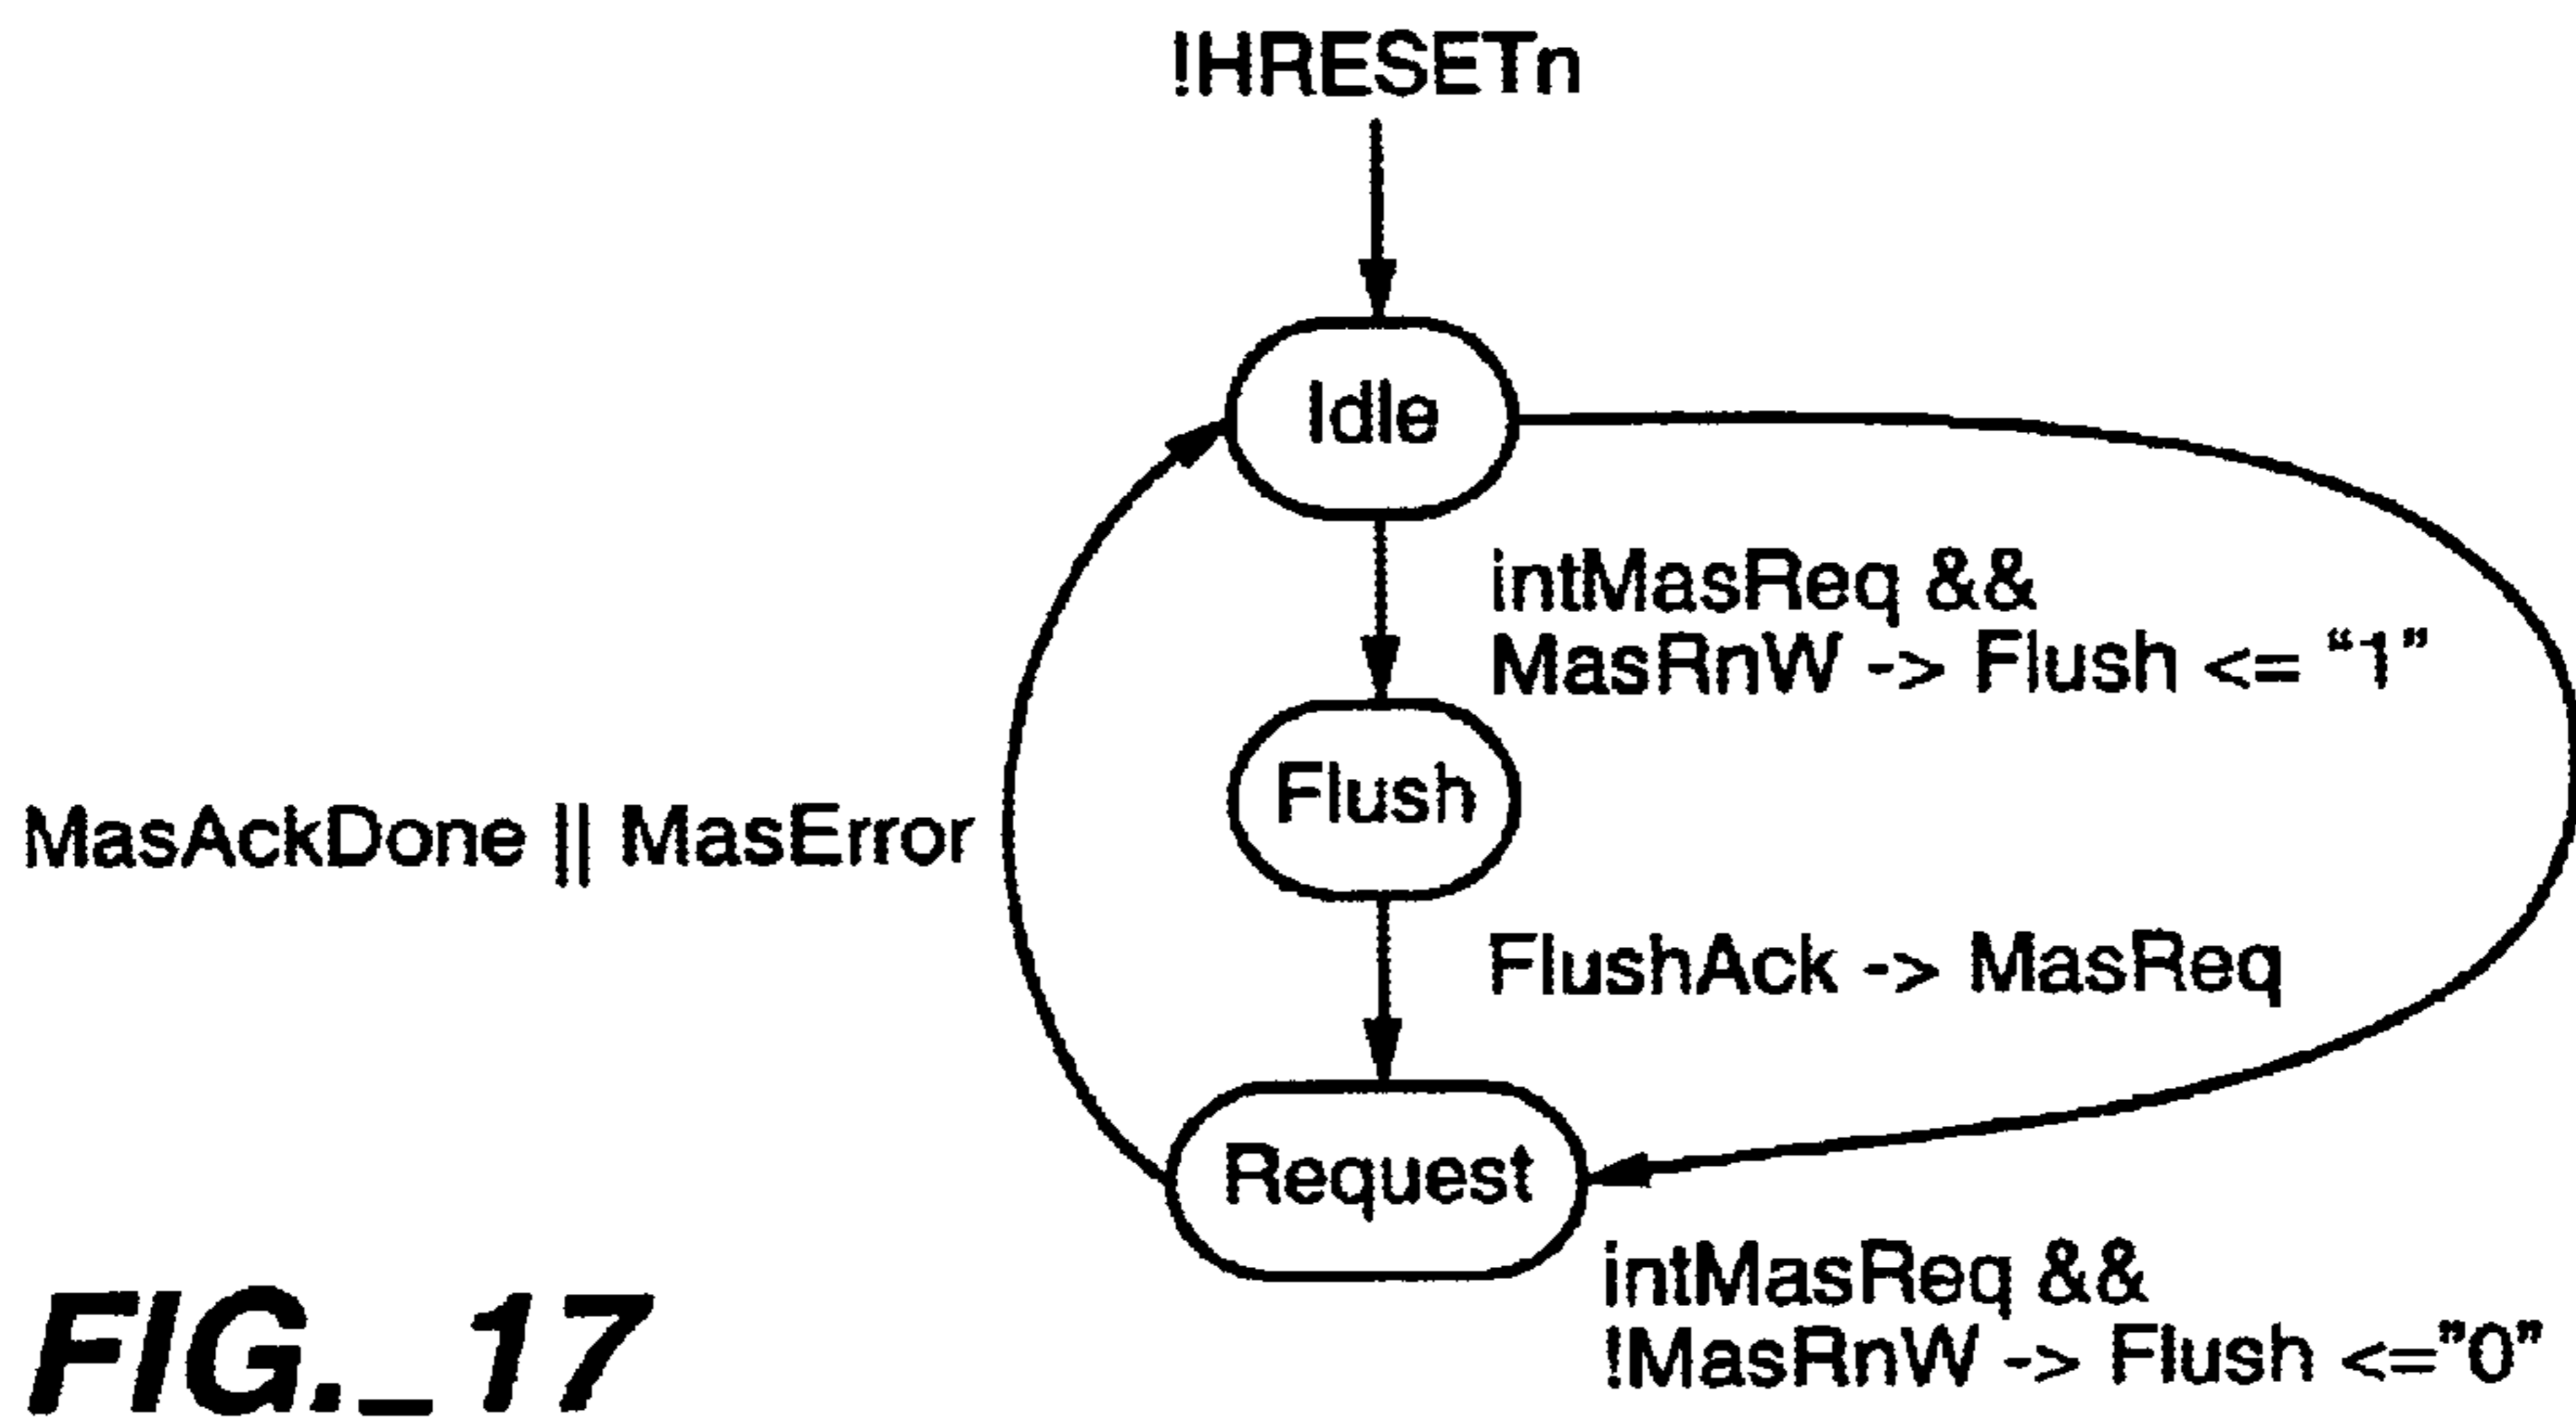 !HRESETn
Idle
intMasReq &&
MasRnW -> Flush <= “1”
Flush
MasAckDone || MasError
FlushAck -> MasReq
Request
intMasReq &&
!MasRnW -> Flush <=”0”
FIG._17